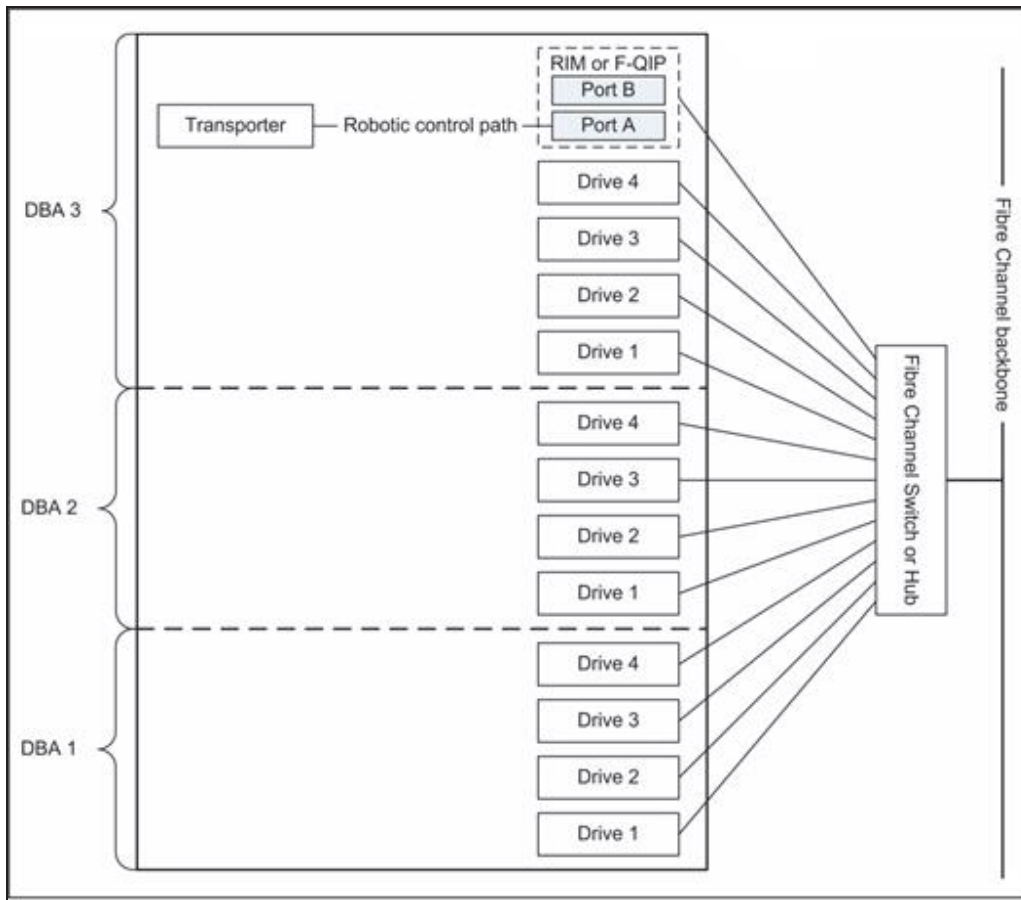 RIM or F-QIP
Port B
Transporter
Robotic control path
Port A
DBA 3
Drive 4
Drive 3
Drive 2
Drive 1
DBA 2
Drive 4
Drive 3
Drive 2
Drive 1
DBA 1
Drive 4
Drive 3
Drive 2
Drive 1
Fibre Channel Switch or Hub
Fibre Channel backbone